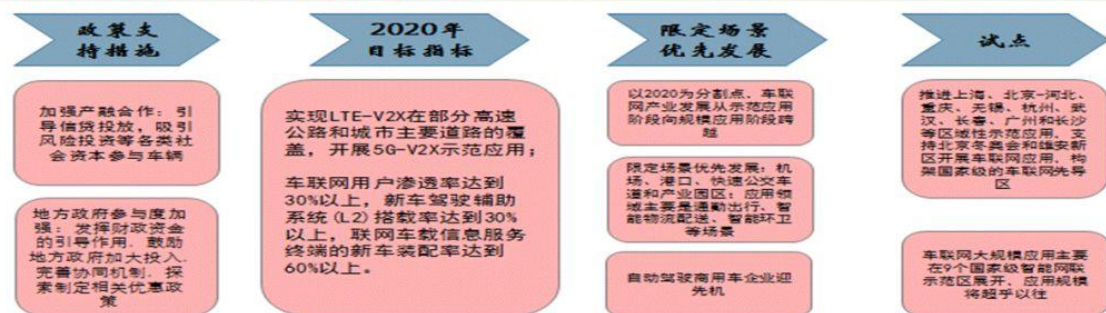 政策支
持措施
加强产融合作：引
导信贷投放，吸引
风险投资等各类社
会资本参与车辆
地方政府参与度加
强：发挥财政资金
的引导作用．鼓励
地方政府加大投入．
完善协同机制．探
索制定相关优惠政
策
2020年
目标指标
实现LTE-V2X在部分高速
公路和城市主要道路的覆
盖，开展5G-V2X示范应用；
车联网用户渗透率达到
30%以上，新车驾驶辅助
系统(L2)搭载率达到30%
以上，联网车载信息服务
终端的新车装配率达到
60%以上。
限定场景
优先发展
以2020为分割点、车联
网产业发展从示范应用
阶段向规模应用阶段跨
越
限定场景优先发展：机
场、港口、快速公交车
道和产业园区、应用领
域主要是通勤出行、智
能物流配送、智能环卫
等场景
自动驾驶商用车企业迎
先机
试点
推进上海、北京-河北、
重庆、无锡、杭州、武
汉、长春、广州和长沙
等区域性示范应用．支
持北京冬奥会和雄安新
区开展车联网应用．构
架国家级的车联网先导
区
车联网大规模应用主要
在9个国家级智能网联
示范区展开、应用规模
将超乎以往